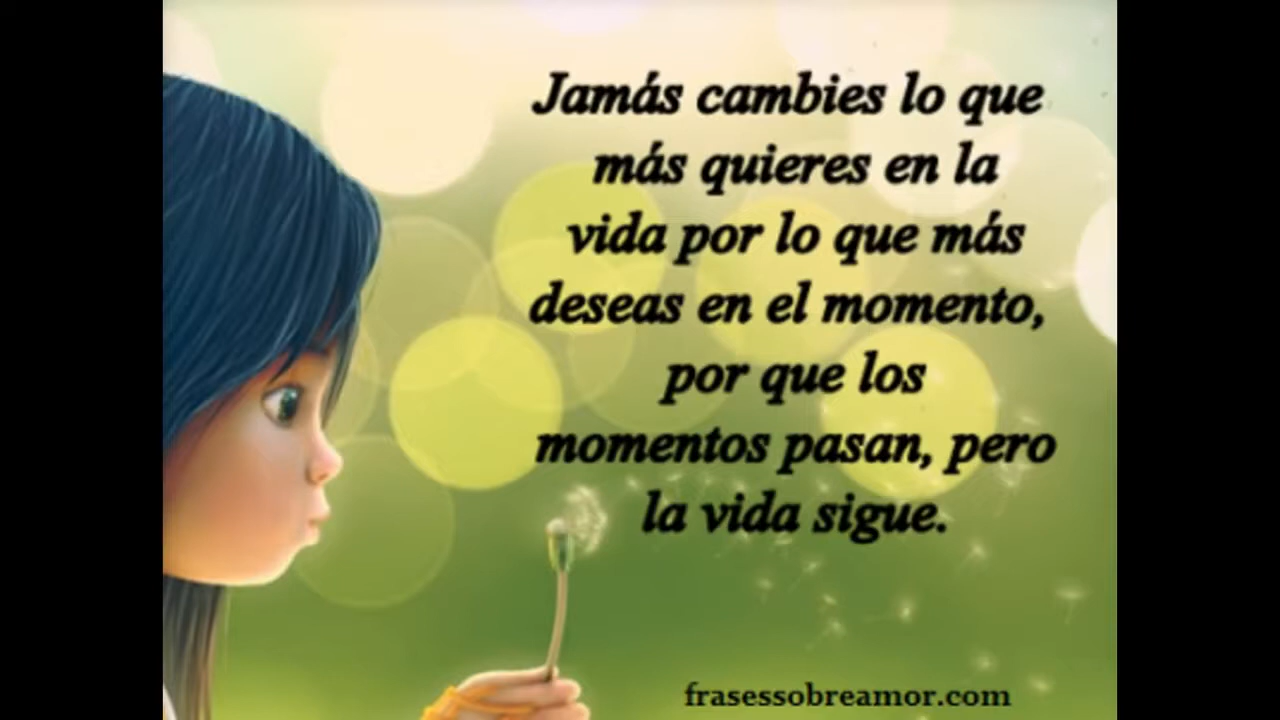 Jamás cambies lo que
más quieres en la
vida por lo que más
deseas en el momento,
por que los
momentos pasan, pero
la vida sigue.
frasessobreamor.com